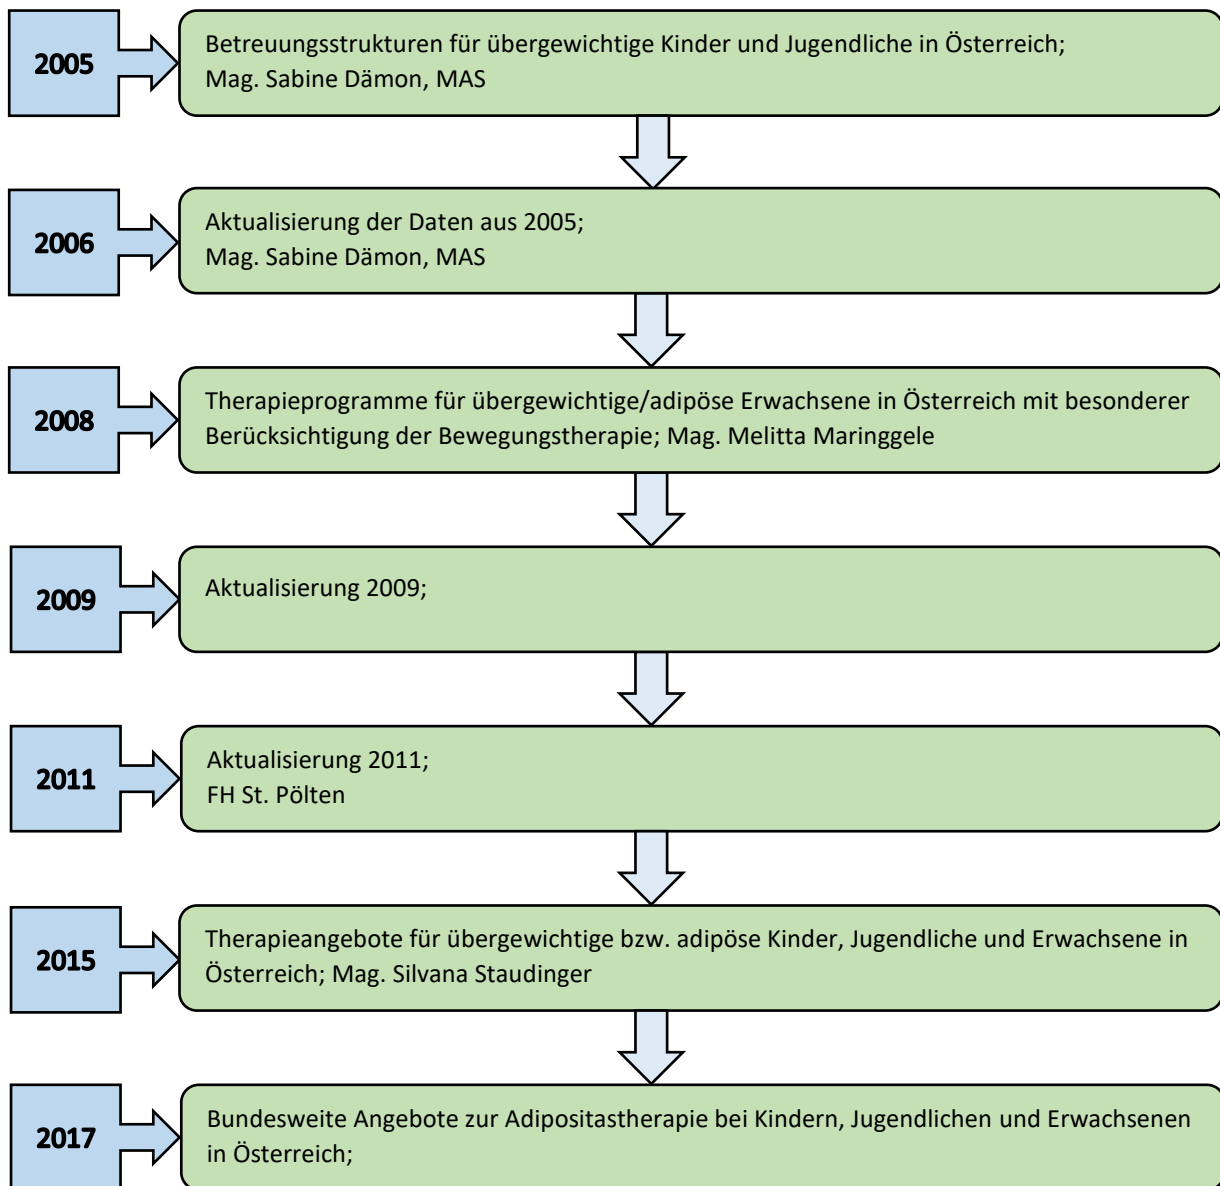 2005
Betreuungsstrukturen für übergewichtige Kinder und Jugendliche in Österreich;
Mag. Sabine Dämon, MAS
2006
Aktualisierung der Daten aus 2005;
Mag. Sabine Dämon, MAS
2008
Therapieprogramme für übergewichtige/adipöse Erwachsene in Österreich mit besonderer
Berücksichtigung der Bewegungstherapie; Mag. Melitta Maringgele
2009
Aktualisierung 2009;
2011
Aktualisierung 2011;
FH St. Pölten
2015
Therapieangebote für übergewichtige bzw. adipöse Kinder, Jugendliche und Erwachsene in
Österreich; Mag. Silvana Staudinger
2017
Bundesweite Angebote zur Adipositastherapie bei Kindern, Jugendlichen und Erwachsenen
in Österreich;